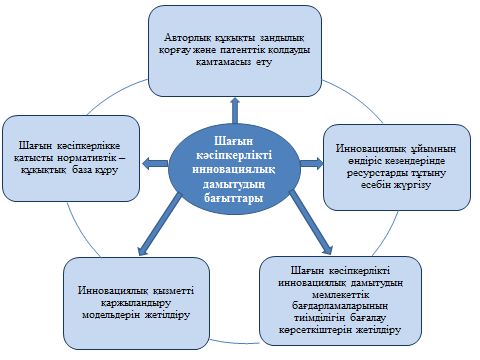 Авторлық құқықты заңдылық
қорғау және патенттік қолдауды
қамтамасыз ету
Шағын кәсіпкерлікке
қатысты нормативтік –
құқықтық база құру
Шағын
кәсіпкерлікті
инновациялық
дамытудың
бағыттары
Инновациялық ұйымның
өндіріс кезеңдерінде
ресурстарды тұтыну
есебін жүргізу
Инновациялық қызметті
қаржыландыру
модельдерін жетілдіру
Шағын кәсіпкерлікті
инновациялық дамытудың
мемлекеттік
бағдарламаларының
тиімділігін бағалау
көрсеткіштерін жетілдіру